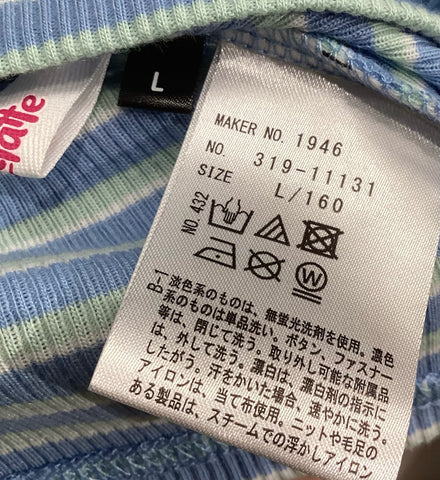 latte
L
MAKER NO. 1946
NO. 319-11131
SIZE L/160
NO.432
W
B-1
淡色系のものは、無蛍光洗剤を使用。濃色
系のものは単品洗い。ボタン、ファスナー
等は、閉じて洗う。取り外し可能な附属品
は、外して洗う。漂白は、漂白剤の指示に
したがう。汗をかいた場合、速やかに洗う。
アイロンは、当て布使用。ニットや毛足の
ある製品は、スチームでの浮かしアイロン